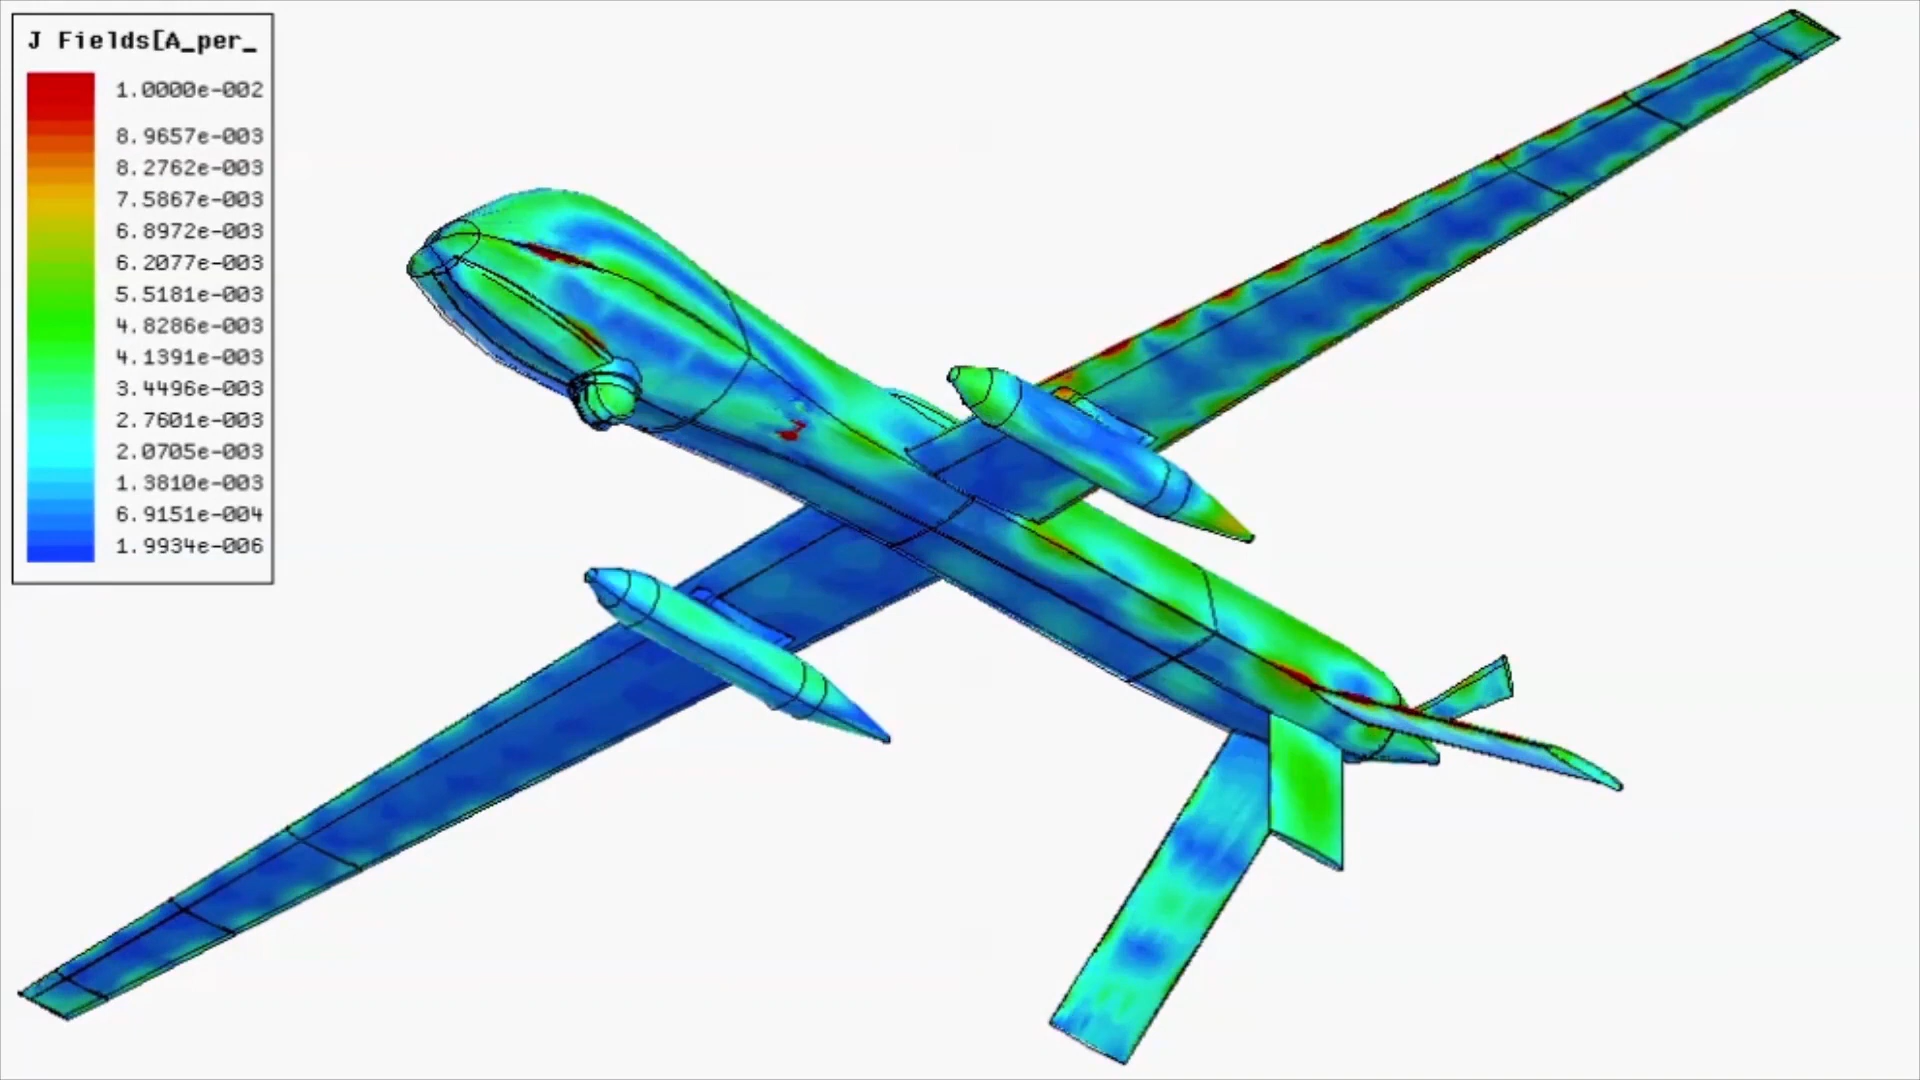 J Fields[A_per_
1.0000e-002
8.9657e-003
8.2762e-003
7.5867e-003
6.8972e-003
6.2077e-003
5.5181e-003
4.8286e-003
4.1391e-003
3.4496e-003
2.7601e-003
2.0705e-003
1.3810e-003
6.9151e-004
1.9934e-006